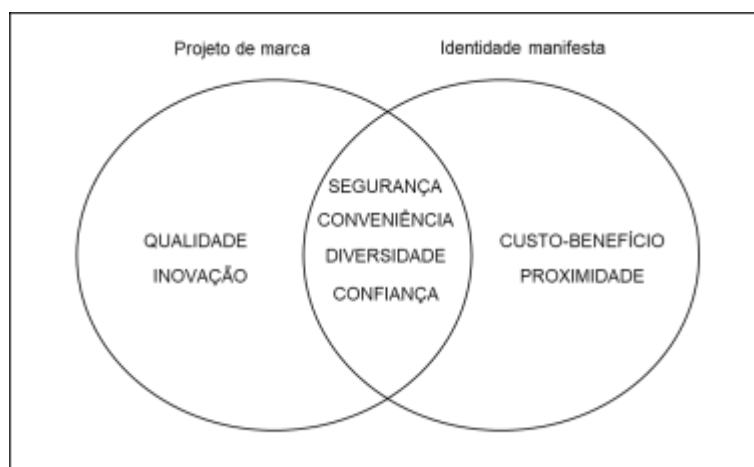 Projeto de marca
Identidade manifesta
SEGURANÇA
CONVENIÊNCIA
DIVERSIDADE
CONFIANÇA
QUALIDADE
INOVAÇÃO
CUSTO-BENEFÍCIO
PROXIMIDADE